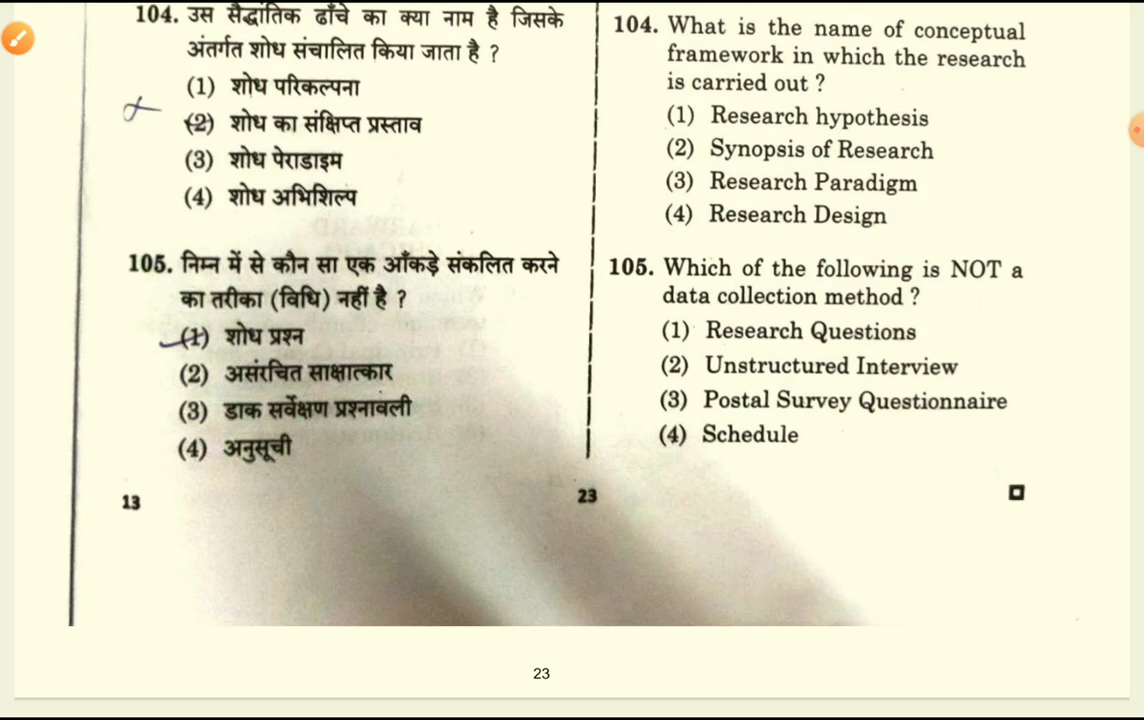 104. उस सैद्धांतिक ढाँचे का क्या नाम है जिसके
अंतर्गत शोध संचालित किया जाता है ?
(1) शोध परिकल्पना
(2) शोध का संक्षिप्त प्रस्ताव
(3) शोध पेराडाइम
(4) शोध अभिशिल्प
105. निम्न में से कौन सा एक आँकड़े संकलित करने
का तरीका (विधि) नहीं है ?
(1) शोध प्रश्न
(2) असंरचित साक्षात्कार
(3) डाक सर्वेक्षण प्रश्नावली
(4) अनुसूची
13
104. What is the name of conceptual
framework in which the research
is carried out ?
(1) Research hypothesis
(2) Synopsis of Research
(3) Research Paradigm
(4) Research Design
105. Which of the following is NOT a
data collection method ?
(1) Research Questions
(2) Unstructured Interview
(3) Postal Survey Questionnaire
(4) Schedule
23
23